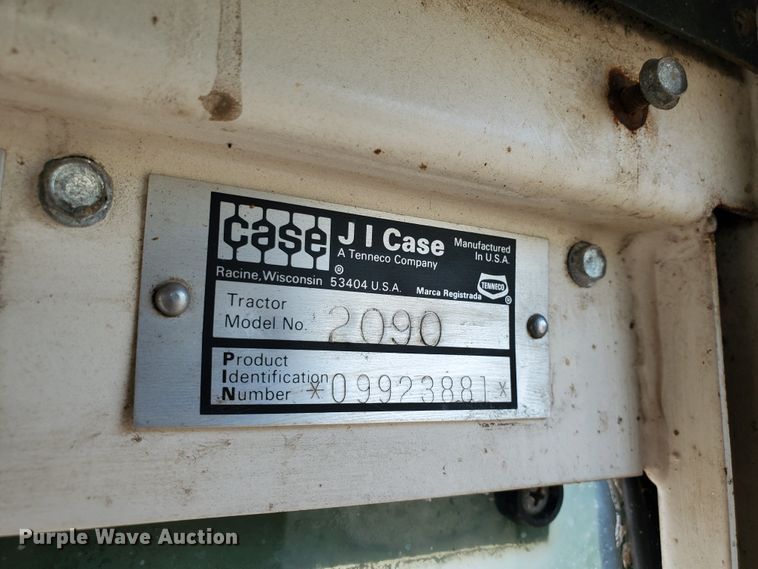 case
J I Case
A Tenneco Company
Manufactured
In U.S.A.
Racine, Wisconsin 53404 U.S.A.
®
Marca Registrada
TENNECO
®
Tractor
Model No. 2090
Product
Identification
Number *09923881*
Purple Wave Auction®